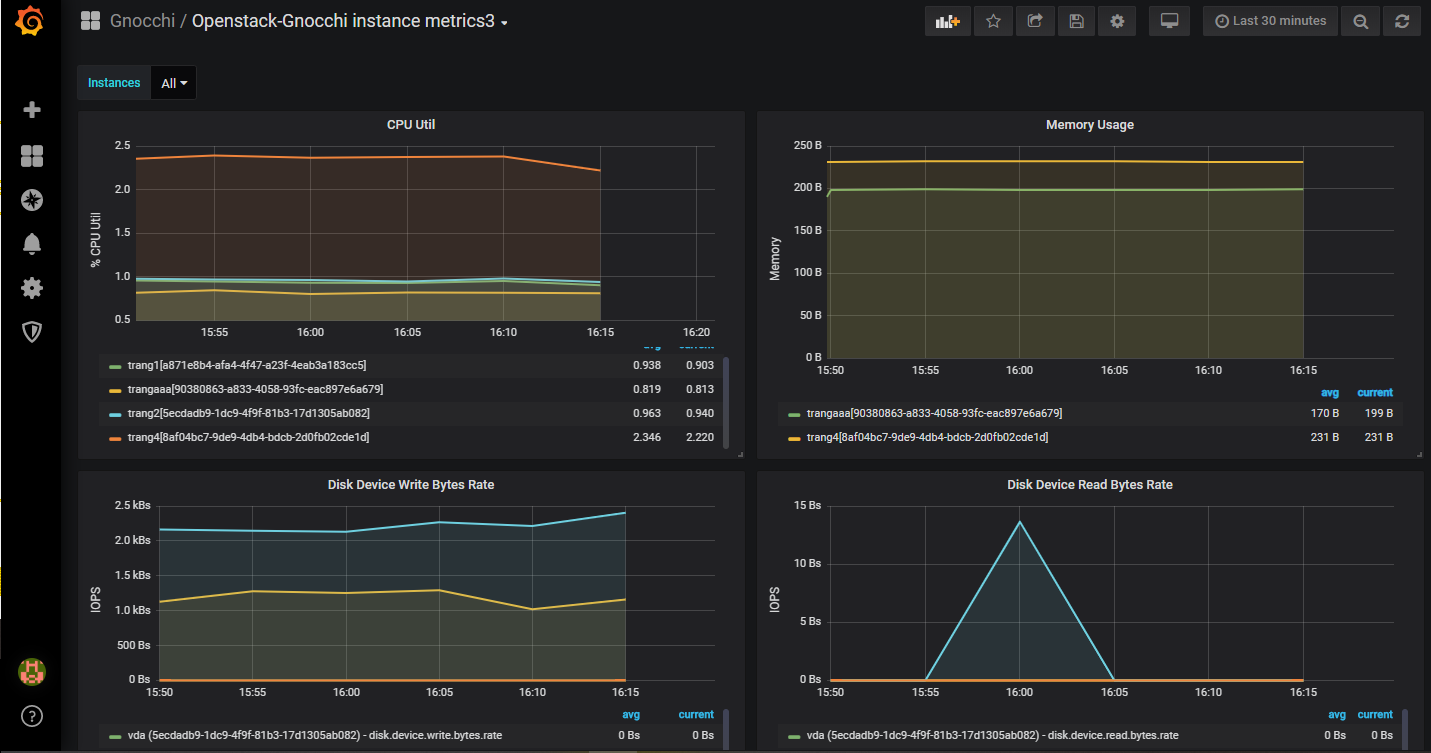 Gnocchi / Openstack-Gnocchi instance metrics3
Last 30 minutes
Instances All
CPU Util
% CPU Util
2.5
2.0
1.5
1.0
0.5
15:55 16:00 16:05 16:10 16:15 16:20
avg current
trang1[a871e8b4-afa4-4f47-a23f-4eab3a183cc5] 0.938 0.903
trangaaa[90380863-a833-4058-93fc-eac897e6a679] 0.819 0.813
trang2[5ecdadb9-1dc9-4f9f-81b3-17d1305ab082] 0.963 0.940
trang4[8af04bc7-9de9-4db4-bdcb-2d0fb02cde1d] 2.346 2.220
Memory Usage
Memory
250 B
200 B
150 B
100 B
50 B
0 B
15:50 15:55 16:00 16:05 16:10 16:15
avg current
trangaaa[90380863-a833-4058-93fc-eac897e6a679] 170 B 199 B
trang4[8af04bc7-9de9-4db4-bdcb-2d0fb02cde1d] 231 B 231 B
Disk Device Write Bytes Rate
IOPS
2.5 kBs
2.0 kBs
1.5 kBs
1.0 kBs
500 Bs
0 Bs
15:50 15:55 16:00 16:05 16:10 16:15
avg current
vda (5ecdadb9-1dc9-4f9f-81b3-17d1305ab082) - disk.device.write.bytes.rate 0 Bs 0 Bs
Disk Device Read Bytes Rate
IOPS
15 Bs
10 Bs
5 Bs
0 Bs
15:50 15:55 16:00 16:05 16:10 16:15
avg current
vda (5ecdadb9-1dc9-4f9f-81b3-17d1305ab082) - disk.device.read.bytes.rate 0 Bs 0 Bs